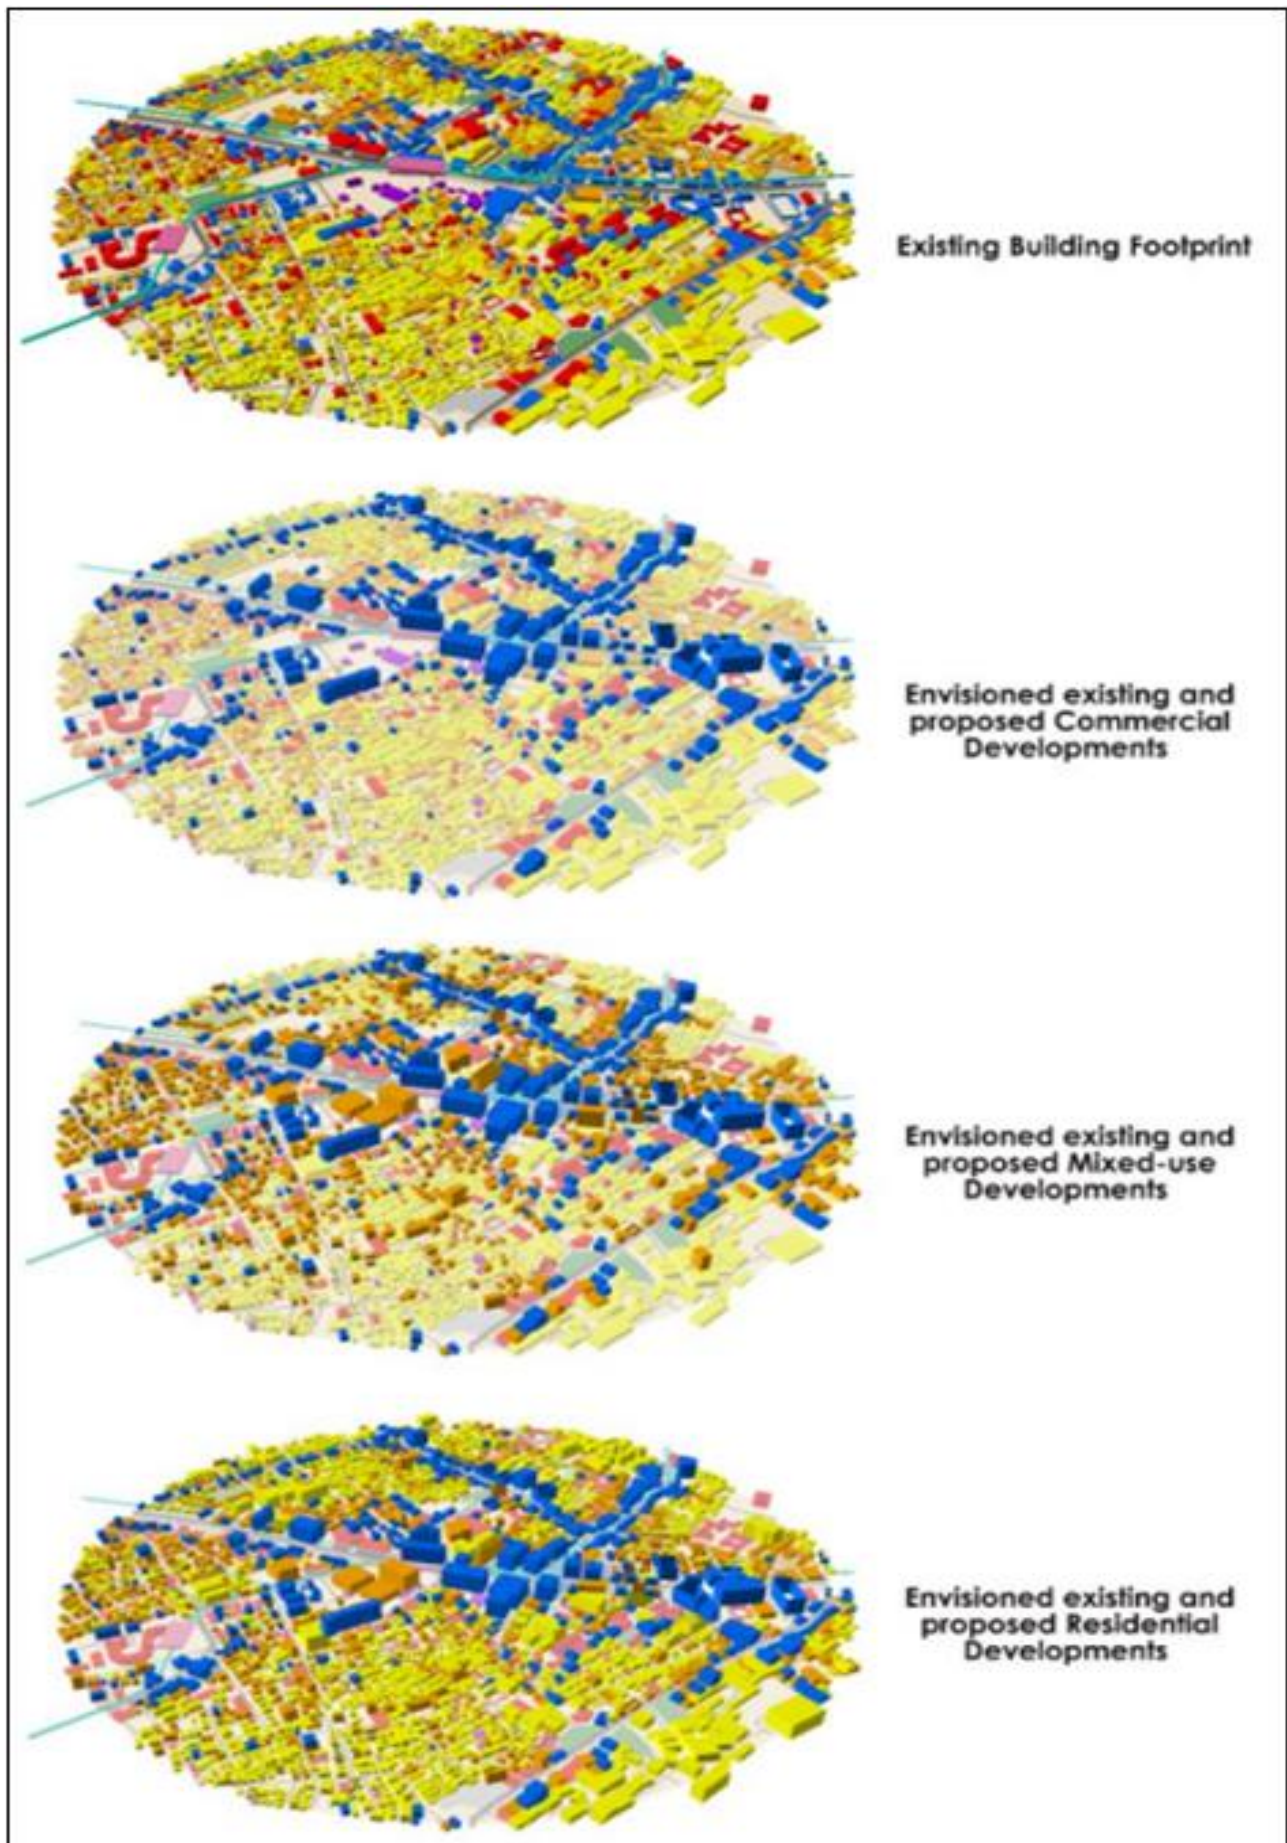 Existing Building Footprint
Envisioned existing and
proposed Commercial
Developments
Envisioned existing and
proposed Mixed-use
Developments
Envisioned existing and
proposed Residential
Developments